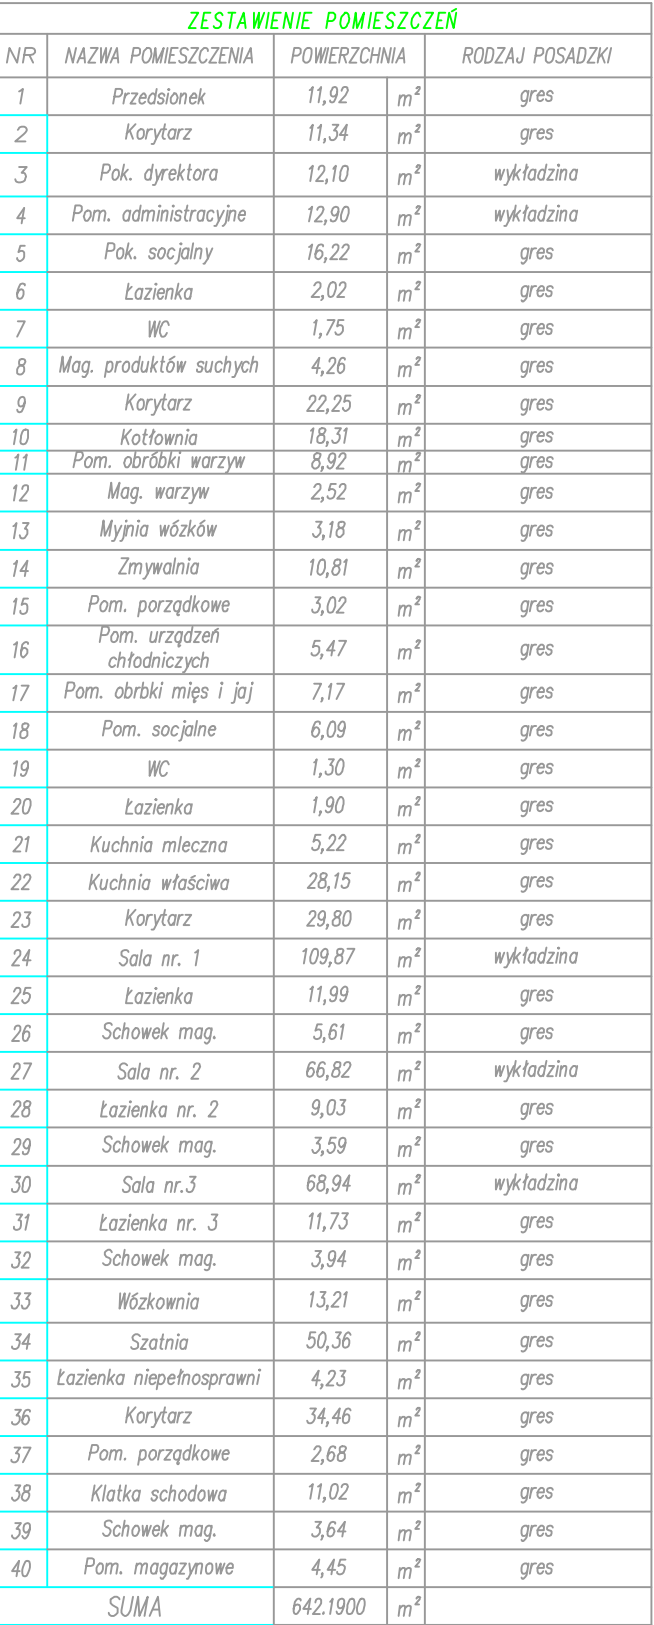 ZESTAWIENIE POMIESZCZEŃ
NR NAZWA POMIESZCZENIA POWIERZCHNIA RODZAJ POSADZKI
1 Przedsionek 11,92 m² gres
2 Korytarz 11,34 m² gres
3 Pok. dyrektora 12,10 m² wykładzina
4 Pom. administracyjne 12,90 m² wykładzina
5 Pok. socjalny 16,22 m² gres
6 Łazienka 2,02 m² gres
7 WC 1,75 m² gres
8 Mag. produktów suchych 4,26 m² gres
9 Korytarz 22,25 m² gres
10 Kotłownia 18,31 m² gres
11 Pom. obróbki warzyw 8,92 m² gres
12 Mag. warzyw 2,52 m² gres
13 Myjnia wózków 3,18 m² gres
14 Zmywalnia 10,81 m² gres
15 Pom. porządkowe 3,02 m² gres
16 Pom. urządzeń
chłodniczych 5,47 m² gres
17 Pom. obrbki mięs i jaj 7,17 m² gres
18 Pom. socjalne 6,09 m² gres
19 WC 1,30 m² gres
20 Łazienka 1,90 m² gres
21 Kuchnia mleczna 5,22 m² gres
22 Kuchnia właściwa 28,15 m² gres
23 Korytarz 29,80 m² gres
24 Sala nr. 1 109,87 m² wykładzina
25 Łazienka 11,99 m² gres
26 Schowek mag. 5,61 m² gres
27 Sala nr. 2 66,82 m² wykładzina
28 Łazienka nr. 2 9,03 m² gres
29 Schowek mag. 3,59 m² gres
30 Sala nr.3 68,94 m² wykładzina
31 Łazienka nr. 3 11,73 m² gres
32 Schowek mag. 3,94 m² gres
33 Wózkownia 13,21 m² gres
34 Szatnia 50,36 m² gres
35 Łazienka niepełnosprawni 4,23 m² gres
36 Korytarz 34,46 m² gres
37 Pom. porządkowe 2,68 m² gres
38 Klatka schodowa 11,02 m² gres
39 Schowek mag. 3,64 m² gres
40 Pom. magazynowe 4,45 m² gres
SUMA 642.1900 m²